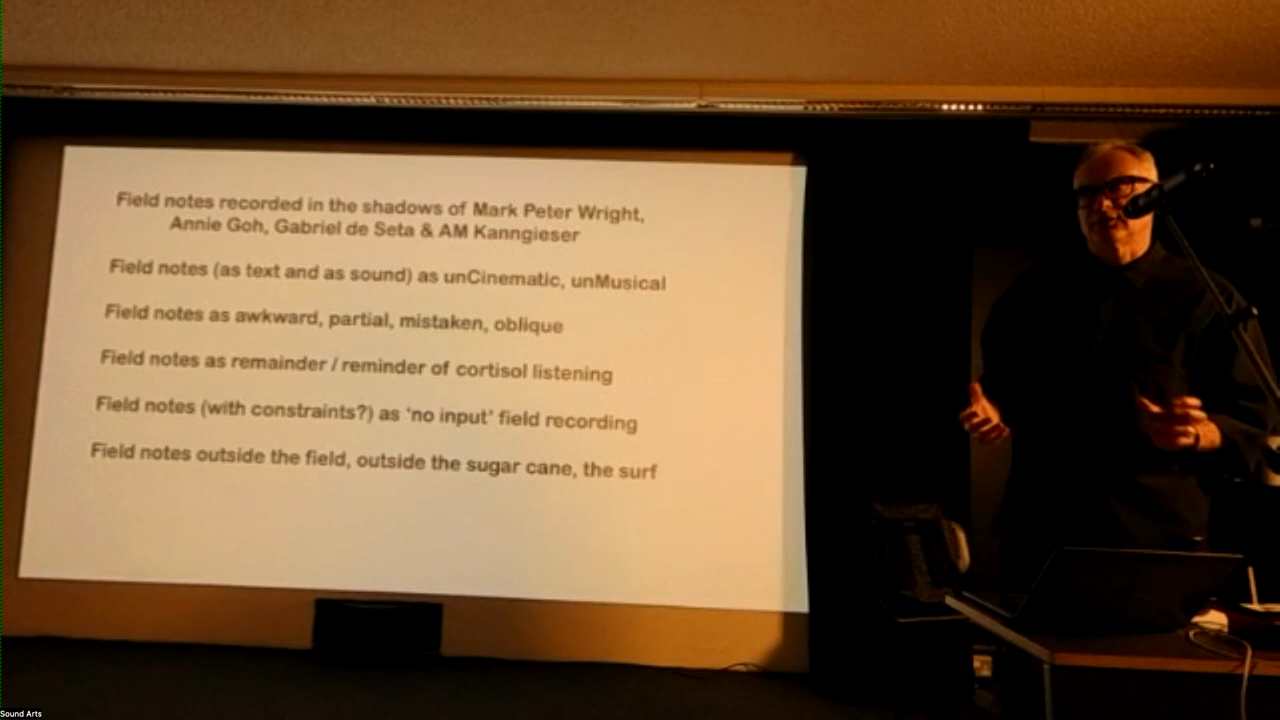 Field notes recorded in the shadows of Mark Peter Wright,
Annie Goh, Gabriel de Seta & AM Kanngieser
Field notes (as text and as sound) as unCinematic, unMusical
Field notes as awkward, partial, mistaken, oblique
Field notes as remainder / reminder of cortisol listening
Field notes (with constraints?) as ‘no input’ field recording
Field notes outside the field, outside the sugar cane, the surf
Sound Arts